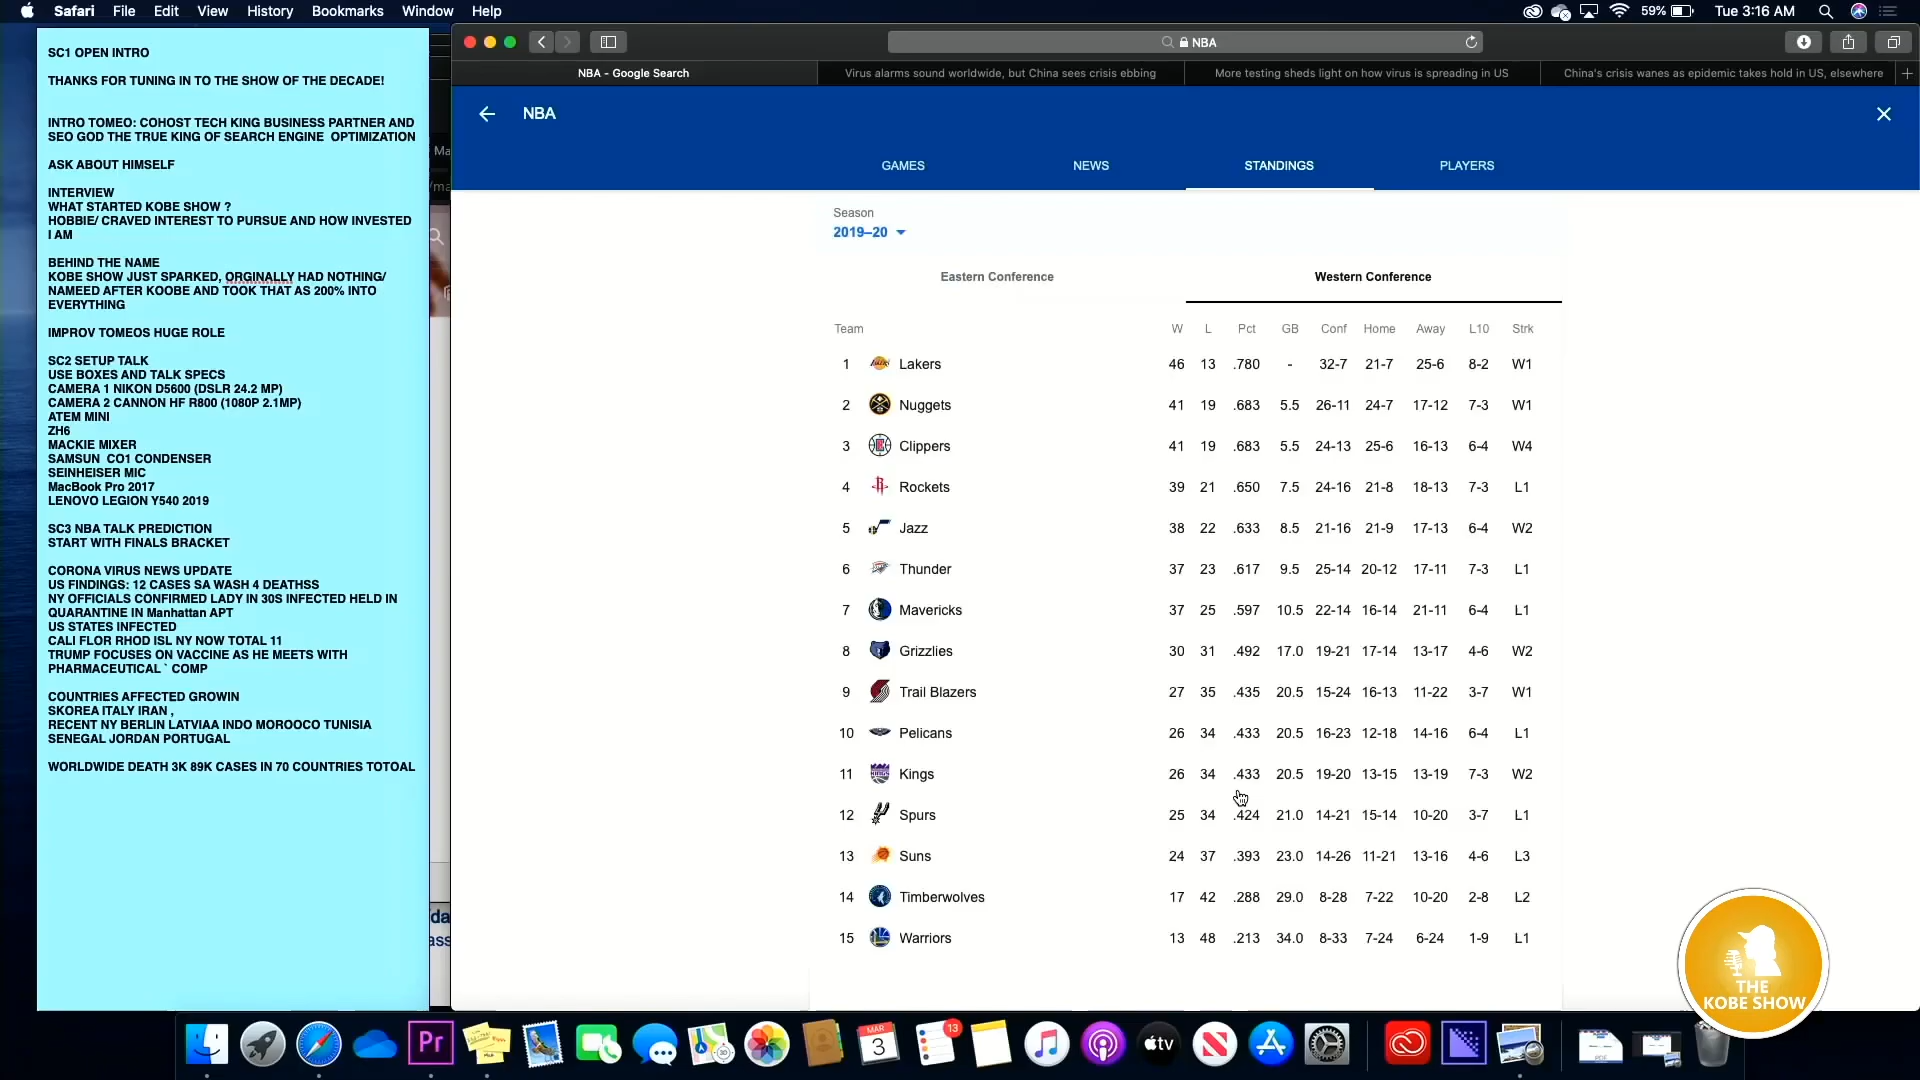 Safari File Edit View History Bookmarks Window Help 59% Tue 3:16 AM
SC1 OPEN INTRO
THANKS FOR TUNING IN TO THE SHOW OF THE DECADE!
INTRO TOMEO: COHOST TECH KING BUSINESS PARTNER AND
SEO GOD THE TRUE KING OF SEARCH ENGINE OPTIMIZATION
ASK ABOUT HIMSELF
INTERVIEW
WHAT STARTED KOBE SHOW ?
HOBBIE/ CRAVED INTEREST TO PURSUE AND HOW INVESTED
I AM
BEHIND THE NAME
KOBE SHOW JUST SPARKED, ORGINALLY HAD NOTHING/
NAMEED AFTER KOOBE AND TOOK THAT AS 200% INTO
EVERYTHING
IMPROV TOMEOS HUGE ROLE
SC2 SETUP TALK
USE BOXES AND TALK SPECS
CAMERA 1 NIKON D5600 (DSLR 24.2 MP)
CAMERA 2 CANNON HF R800 (1080P 2.1MP)
ATEM MINI
ZH6
MACKIE MIXER
SAMSUN CO1 CONDENSER
SEINHEISER MIC
MacBook Pro 2017
LENOVO LEGION Y540 2019
SC3 NBA TALK PREDICTION
START WITH FINALS BRACKET
CORONA VIRUS NEWS UPDATE
US FINDINGS: 12 CASES SA WASH 4 DEATHSS
NY OFFICIALS CONFIRMED LADY IN 30S INFECTED HELD IN
QUARANTINE IN Manhattan APT
US STATES INFECTED
CALI FLOR RHOD ISL NY NOW TOTAL 11
TRUMP FOCUSES ON VACCINE AS HE MEETS WITH
PHARMACEUTICAL ` COMP
COUNTRIES AFFECTED GROWIN
SKOREA ITALY IRAN ,
RECENT NY BERLIN LATVIAA INDO MOROOCO TUNISIA
SENEGAL JORDAN PORTUGAL
WORLDWIDE DEATH 3K 89K CASES IN 70 COUNTRIES TOTOAL
Ma
/ma
da
ass
NBA
NBA - Google Search Virus alarms sound worldwide, but China sees crisis ebbing More testing sheds light on how virus is spreading in US China's crisis wanes as epidemic takes hold in US, elsewhere
NBA
GAMES NEWS STANDINGS PLAYERS
Season
2019–20
Eastern Conference Western Conference
Team W L Pct GB Conf Home Away L10 Strk
1 Lakers 46 13 .780 - 32-7 21-7 25-6 8-2 W1
2 Nuggets 41 19 .683 5.5 26-11 24-7 17-12 7-3 W1
3 Clippers 41 19 .683 5.5 24-13 25-6 16-13 6-4 W4
4 Rockets 39 21 .650 7.5 24-16 21-8 18-13 7-3 L1
5 Jazz 38 22 .633 8.5 21-16 21-9 17-13 6-4 W2
6 Thunder 37 23 .617 9.5 25-14 20-12 17-11 7-3 L1
7 Mavericks 37 25 .597 10.5 22-14 16-14 21-11 6-4 L1
8 Grizzlies 30 31 .492 17.0 19-21 17-14 13-17 4-6 W2
9 Trail Blazers 27 35 .435 20.5 15-24 16-13 11-22 3-7 W1
10 Pelicans 26 34 .433 20.5 16-23 12-18 14-16 6-4 L1
11 Kings 26 34 .433 20.5 19-20 13-15 13-19 7-3 W2
12 Spurs 25 34 .424 21.0 14-21 15-14 10-20 3-7 L1
13 Suns 24 37 .393 23.0 14-26 11-21 13-16 4-6 L3
14 Timberwolves 17 42 .288 29.0 8-28 7-22 10-20 2-8 L2
15 Warriors 13 48 .213 34.0 8-33 7-24 6-24 1-9 L1
THE
KOBE SHOW
Pr MAR 3 13 tv